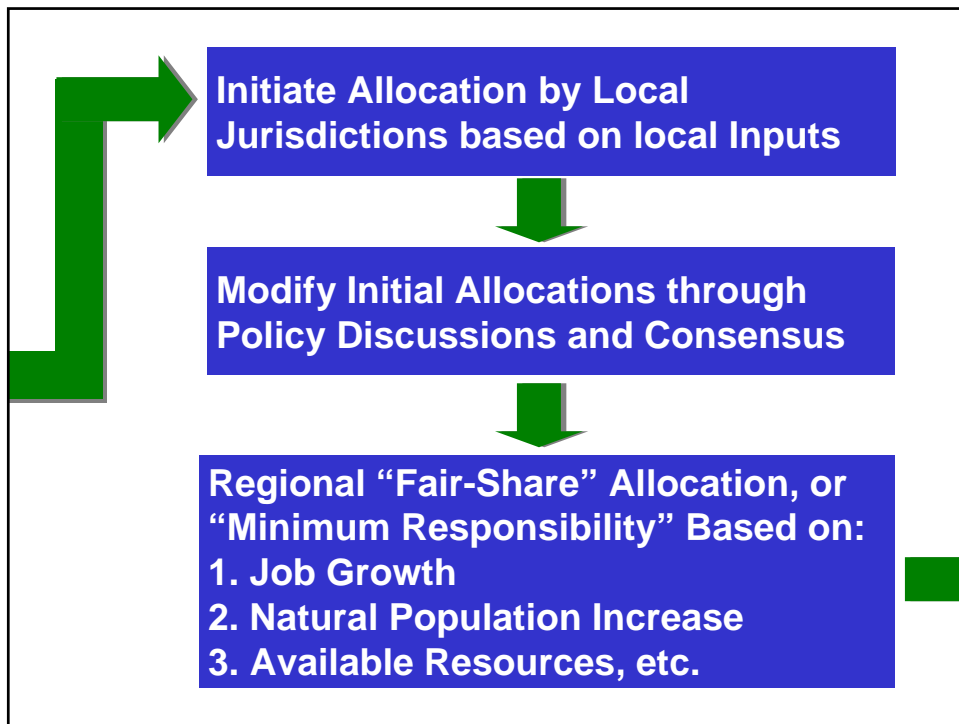 Initiate Allocation by Local
Jurisdictions based on local Inputs
Modify Initial Allocations through
Policy Discussions and Consensus
Regional “Fair-Share” Allocation, or
“Minimum Responsibility” Based on:
1. Job Growth
2. Natural Population Increase
3. Available Resources, etc.